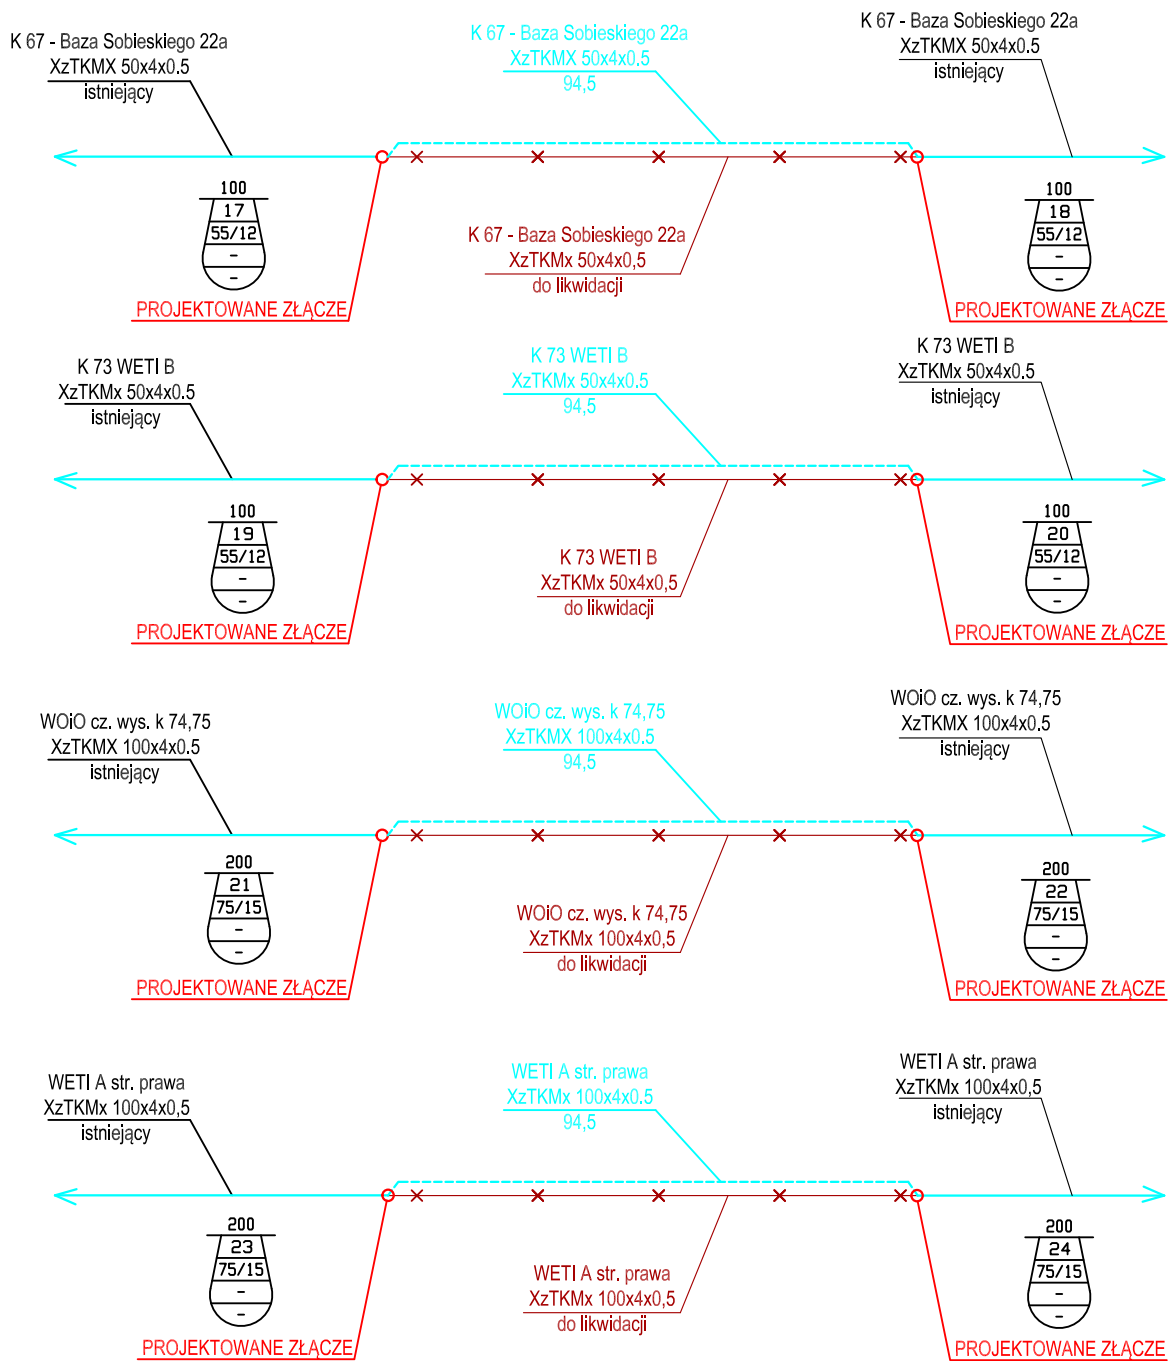 K 67 - Baza Sobieskiego 22a
XzTKMX 50x4x0.5
istniejący
K 67 - Baza Sobieskiego 22a
XzTKMX 50x4x0.5
94,5
K 67 - Baza Sobieskiego 22a
XzTKMX 50x4x0.5
istniejący
100
17
55/12
-
-
K 67 - Baza Sobieskiego 22a
XzTKMx 50x4x0,5
do likwidacji
100
18
55/12
-
-
PROJEKTOWANE ZŁĄCZE
PROJEKTOWANE ZŁĄCZE
K 73 WETI B
XzTKMx 50x4x0.5
istniejący
K 73 WETI B
XzTKMx 50x4x0.5
94,5
K 73 WETI B
XzTKMx 50x4x0.5
istniejący
100
19
55/12
-
-
K 73 WETI B
XzTKMx 50x4x0,5
do likwidacji
100
20
55/12
-
-
PROJEKTOWANE ZŁĄCZE
PROJEKTOWANE ZŁĄCZE
WOiO cz. wys. k 74,75
XzTKMX 100x4x0.5
istniejący
WOiO cz. wys. k 74,75
XzTKMX 100x4x0.5
94,5
WOiO cz. wys. k 74,75
XzTKMX 100x4x0.5
istniejący
200
21
75/15
-
-
WOiO cz. wys. k 74,75
XzTKMx 100x4x0,5
do likwidacji
200
22
75/15
-
-
PROJEKTOWANE ZŁĄCZE
PROJEKTOWANE ZŁĄCZE
WETI A str. prawa
XzTKMx 100x4x0,5
istniejący
WETI A str. prawa
XzTKMx 100x4x0.5
94,5
WETI A str. prawa
XzTKMx 100x4x0,5
istniejący
200
23
75/15
-
-
WETI A str. prawa
XzTKMx 100x4x0,5
do likwidacji
200
24
75/15
-
-
PROJEKTOWANE ZŁĄCZE
PROJEKTOWANE ZŁĄCZE